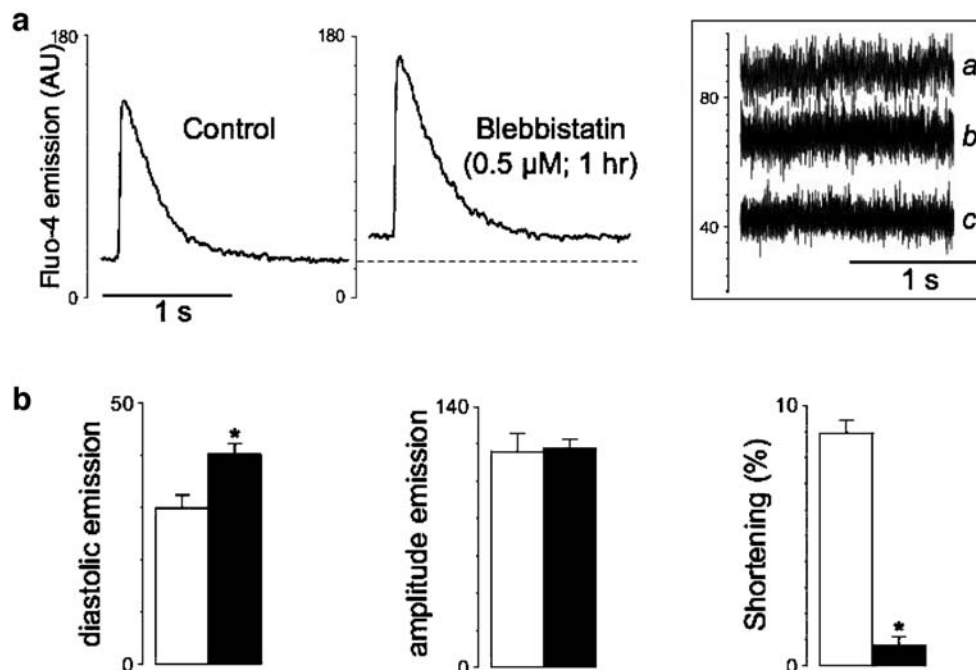 a
Fluo-4 emission (AU)
180
0
Control
1 s
180
0
Blebbistatin
(0.5 µM; 1 hr)
80
40
a
b
c
1 s
b
diastolic emission
50
0
*
amplitude emission
140
0
Shortening (%)
10
0
*